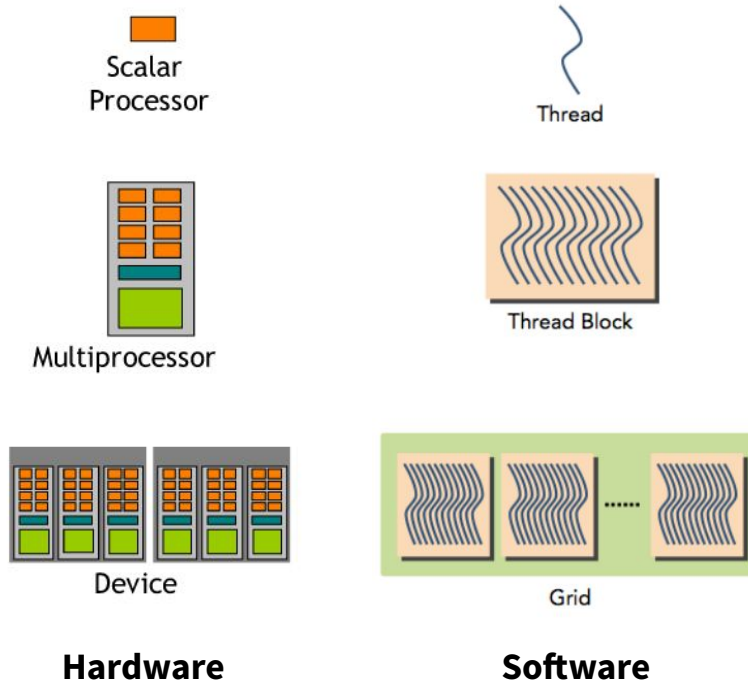 Scalar
Processor
Thread
Multiprocessor
Thread Block
Device
Grid
Hardware
Software